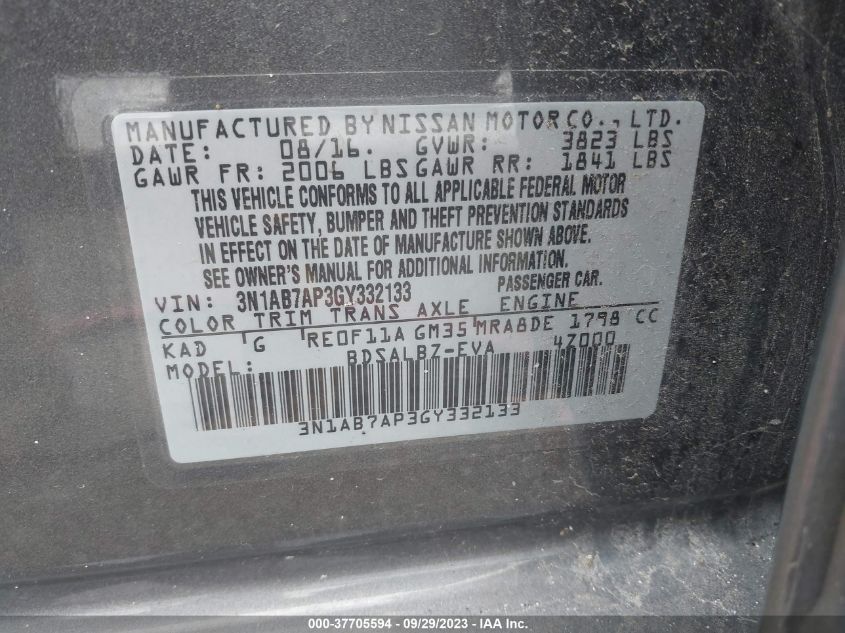 MANUFACTURED BY NISSAN MOTOR CO., LTD.
DATE: 08/16. GVWR: 3823 LBS
GAWR FR: 2006 LBS GAWR RR: 1841 LBS
THIS VEHICLE CONFORMS TO ALL APPLICABLE FEDERAL MOTOR
VEHICLE SAFETY, BUMPER AND THEFT PREVENTION STANDARDS
IN EFFECT ON THE DATE OF MANUFACTURE SHOWN ABOVE.
SEE OWNER'S MANUAL FOR ADDITIONAL INFORMATION.
VIN: 3N1AB7AP3GY332133 PASSENGER CAR.
COLOR TRIM TRANS AXLE ENGINE
KAD G RE0F11A GM35 MRA8DE 1798 CC
MODEL: BDSALBZ-EVA 4Z000
3N1AB7AP3GY332133
000-37705594 - 09/29/2023 - IAAI.com